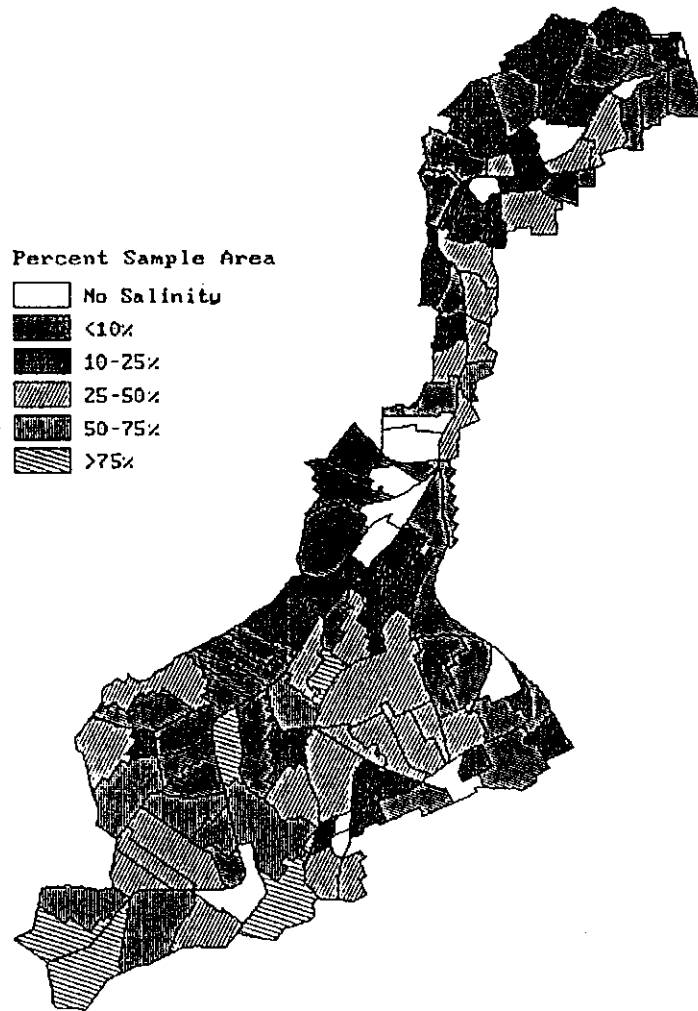 Percent Sample Area
No Salinity
<10%
10-25%
25-50%
50-75%
>75%